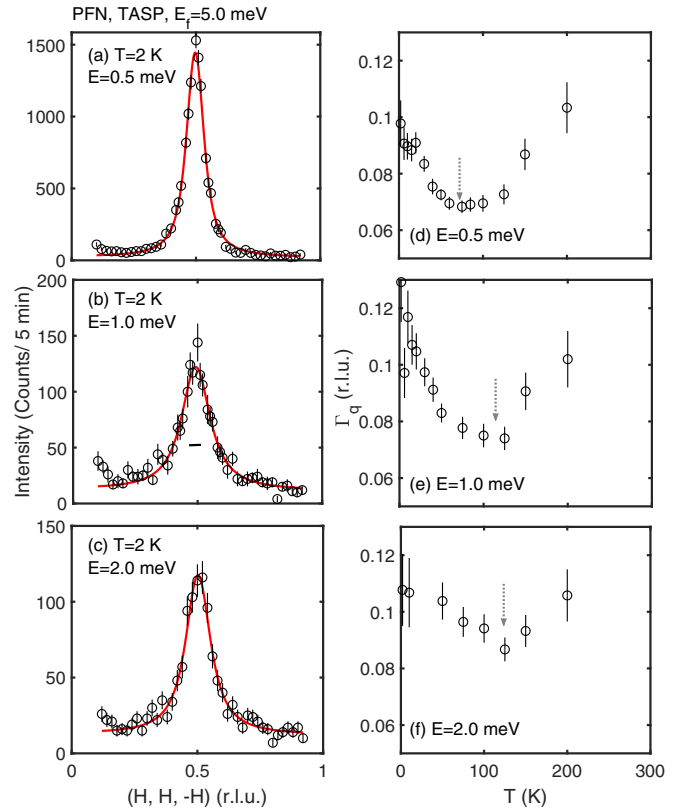 PFN, TASP, E_f=5.0 meV
1500
1000
500
0
(a) T=2 K
E=0.5 meV
200
150
100
50
0
(b) T=2 K
E=1.0 meV
150
100
50
0
(c) T=2 K
E=2.0 meV
0
0.5
1
(H, H, -H) (r.l.u.)
Intensity (Counts/ 5 min)
0.12
0.1
0.08
0.06
(d) E=0.5 meV
0.12
0.1
0.08
0.06
(e) E=1.0 meV
0.12
0.1
0.08
0.06
(f) E=2.0 meV
0
100
200
300
T (K)
Γ_q (r.l.u.)